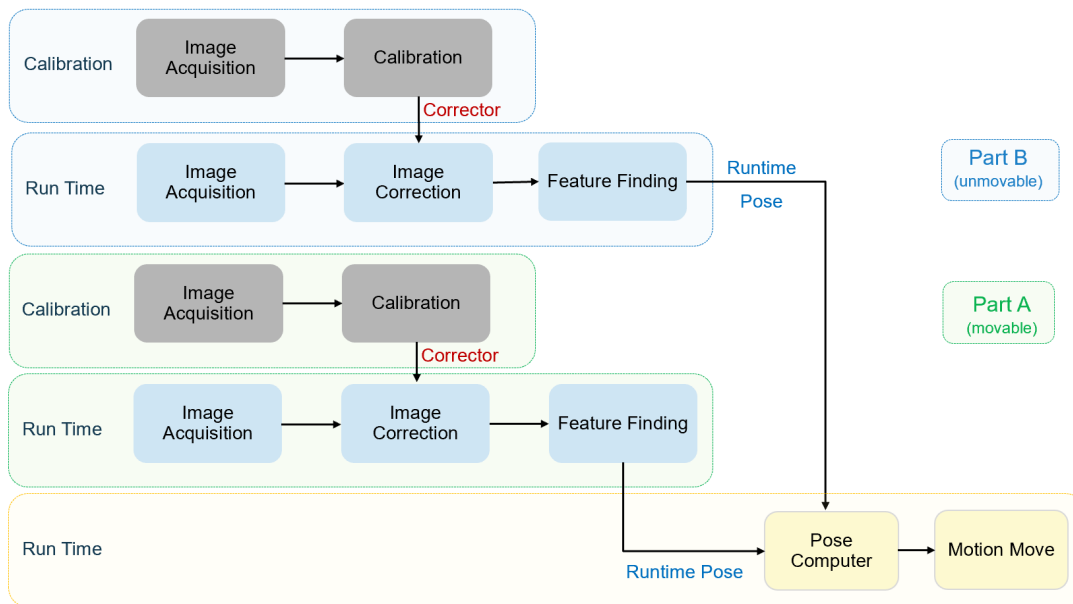 Calibration
Image
Acquisition
Calibration
Corrector
Run Time
Image
Acquisition
Image
Correction
Feature Finding
Runtime
Pose
Part B
(unmovable)
Calibration
Image
Acquisition
Calibration
Corrector
Part A
(movable)
Run Time
Image
Acquisition
Image
Correction
Feature Finding
Run Time
Runtime Pose
Pose
Computer
Motion Move